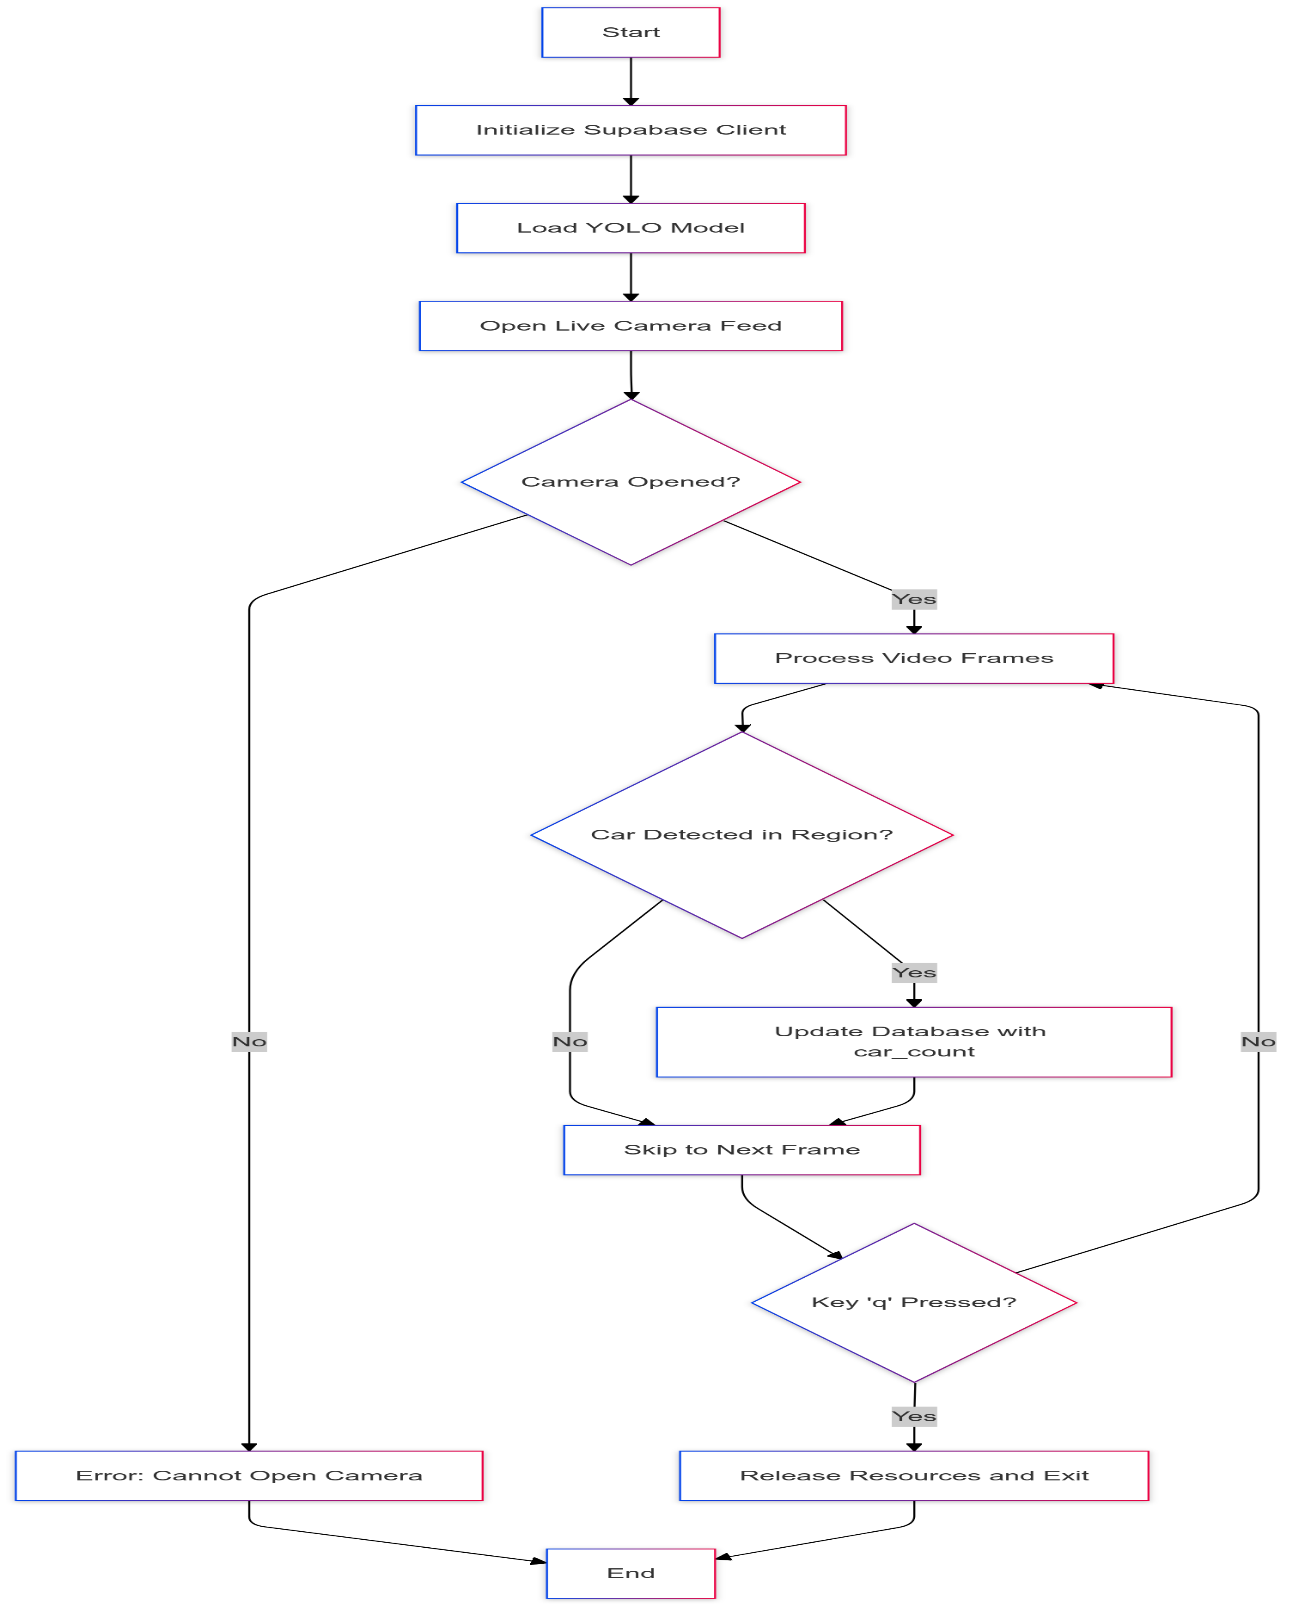 Start
Initialize Supabase Client
Load YOLO Model
Open Live Camera Feed
Camera Opened?
Yes
Process Video Frames
Car Detected in Region?
Yes
No
No
No
Update Database with
car_count
Skip to Next Frame
Key 'q' Pressed?
Yes
Error: Cannot Open Camera
Release Resources and Exit
End